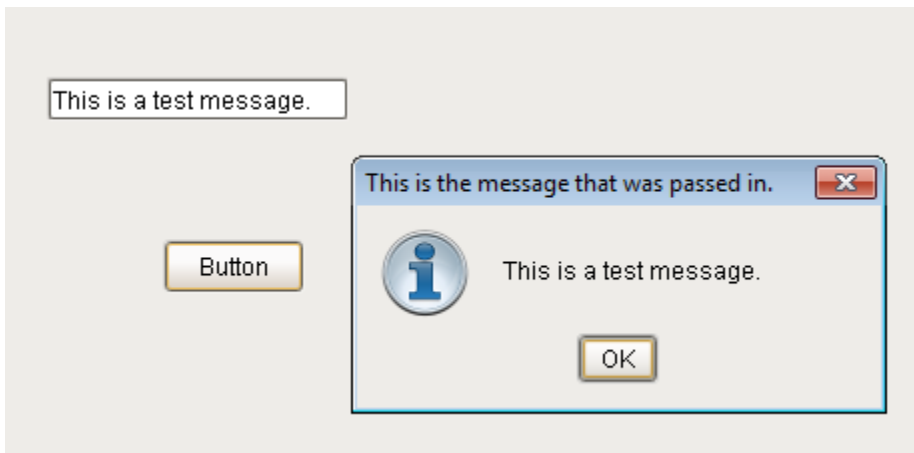 This is a test message.
This is the message that was passed in.
Button
This is a test message.
OK